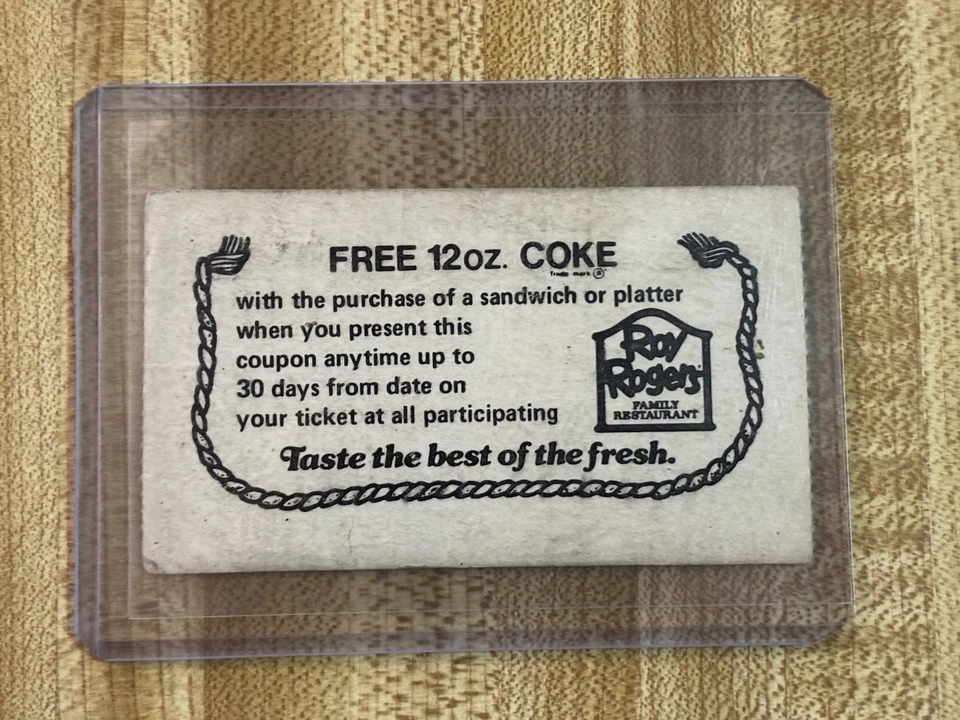 FREE 12oz. COKE
Trade mark ®
with the purchase of a sandwich or platter
when you present this
coupon anytime up to
30 days from date on
your ticket at all participating
Roy
Rogers
FAMILY
RESTAURANT
Taste the best of the fresh.